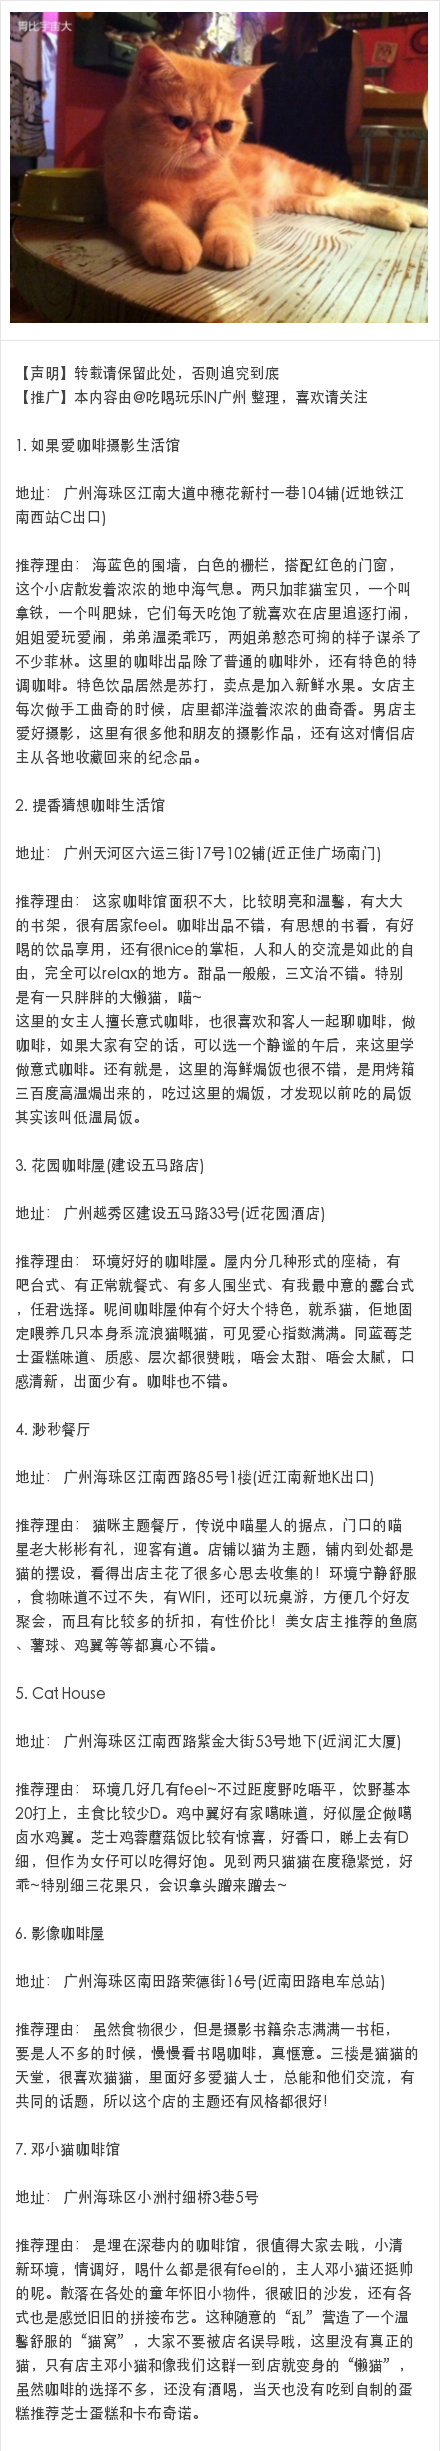 胃比宇宙大
【声明】转载请保留此处，否则追究到底
【推广】本内容由@吃喝玩乐IN广州 整理，喜欢请关注
1. 如果爱咖啡摄影生活馆
地址： 广州海珠区江南大道中穗花新村一巷104铺(近地铁江
南西站C出口)
推荐理由： 海蓝色的围墙，白色的栅栏，搭配红色的门窗，
这个小店散发着浓浓的地中海气息。两只加菲猫宝贝，一个叫
拿铁，一个叫肥妹，它们每天吃饱了就喜欢在店里追逐打闹，
姐姐爱玩爱闹，弟弟温柔乖巧，两姐弟憨态可掬的样子谋杀了
不少菲林。这里的咖啡出品除了普通的咖啡外，还有特色的特
调咖啡。特色饮品居然是苏打，卖点是加入新鲜水果。女店主
每次做手工曲奇的时候，店里都洋溢着浓浓的曲奇香。男店主
爱好摄影，这里有很多他和朋友的摄影作品，还有这对情侣店
主从各地收藏回来的纪念品。
2. 提香猜想咖啡生活馆
地址： 广州天河区六运三街17号102铺(近正佳广场南门)
推荐理由： 这家咖啡馆面积不大，比较明亮和温馨，有大大
的书架，很有居家feel。咖啡出品不错，有思想的书看，有好
喝的饮品享用，还有很nice的掌柜，人和人的交流是如此的自
由，完全可以relax的地方。甜品一般般，三文治不错。特别
是有一只胖胖的大懒猫，喵~
这里的女主人擅长意式咖啡，也很喜欢和客人一起聊咖啡，做
咖啡，如果大家有空的话，可以选一个静谧的午后，来这里学
做意式咖啡。还有就是，这里的海鲜焗饭也很不错，是用烤箱
三百度高温焗出来的，吃过这里的焗饭，才发现以前吃的局饭
其实该叫低温局饭。
3. 花园咖啡屋(建设五马路店)
地址： 广州越秀区建设五马路33号(近花园酒店)
推荐理由： 环境好好的咖啡屋。屋内分几种形式的座椅，有
吧台式、有正常就餐式、有多人围坐式、有我最中意的露台式
，任君选择。呢间咖啡屋仲有个好大个特色，就系猫，佢地固
定喂养几只本身系流浪猫嘅猫，可见爱心指数满满。同蓝莓芝
士蛋糕味道、质感、层次都很赞哦，唔会太甜、唔会太腻，口
感清新，出面少有。咖啡也不错。
4. 渺秒餐厅
地址： 广州海珠区江南西路85号1楼(近江南新地K出口)
推荐理由： 猫咪主题餐厅，传说中喵星人的据点，门口的喵
星老大彬彬有礼，迎客有道。店铺以猫为主题，铺内到处都是
猫的摆设，看得出店主花了很多心思去收集的！环境宁静舒服
，食物味道不过不失，有WIFI，还可以玩桌游，方便几个好友
聚会，而且有比较多的折扣，有性价比！美女店主推荐的鱼腐
、薯球、鸡翼等等都真心不错。
5. Cat House
地址： 广州海珠区江南西路紫金大街53号地下(近润汇大厦)
推荐理由： 环境几好几有feel~不过距度野吃唔平，饮野基本
20打上，主食比较少D。鸡中翼好有家噶味道，好似屋企做噶
卤水鸡翼。芝士鸡蓉蘑菇饭比较有惊喜，好香口，睇上去有D
细，但作为女仔可以吃得好饱。见到两只猫猫在度稳紧觉，好
乖~特别细三花果只，会识拿头蹭来蹭去~
6. 影像咖啡屋
地址： 广州海珠区南田路荣德街16号(近南田路电车总站)
推荐理由： 虽然食物很少，但是摄影书籍杂志满满一书柜，
要是人不多的时候，慢慢看书喝咖啡，真惬意。三楼是猫猫的
天堂，很喜欢猫猫，里面好多爱猫人士，总能和他们交流，有
共同的话题，所以这个店的主题还有风格都很好！
7. 邓小猫咖啡馆
地址： 广州海珠区小洲村细桥3巷5号
推荐理由： 是埋在深巷内的咖啡馆，很值得大家去哦，小清
新环境，情调好，喝什么都是很有feel的，主人邓小猫还挺帅
的呢。散落在各处的童年怀旧小物件，很破旧的沙发，还有各
式也是感觉旧旧的拼接布艺。这种随意的“乱”营造了一个温
馨舒服的“猫窝”，大家不要被店名误导哦，这里没有真正的
猫，只有店主邓小猫和像我们这群一到店就变身的“懒猫”，
虽然咖啡的选择不多，还没有酒喝，当天也没有吃到自制的蛋
糕推荐芝士蛋糕和卡布奇诺。